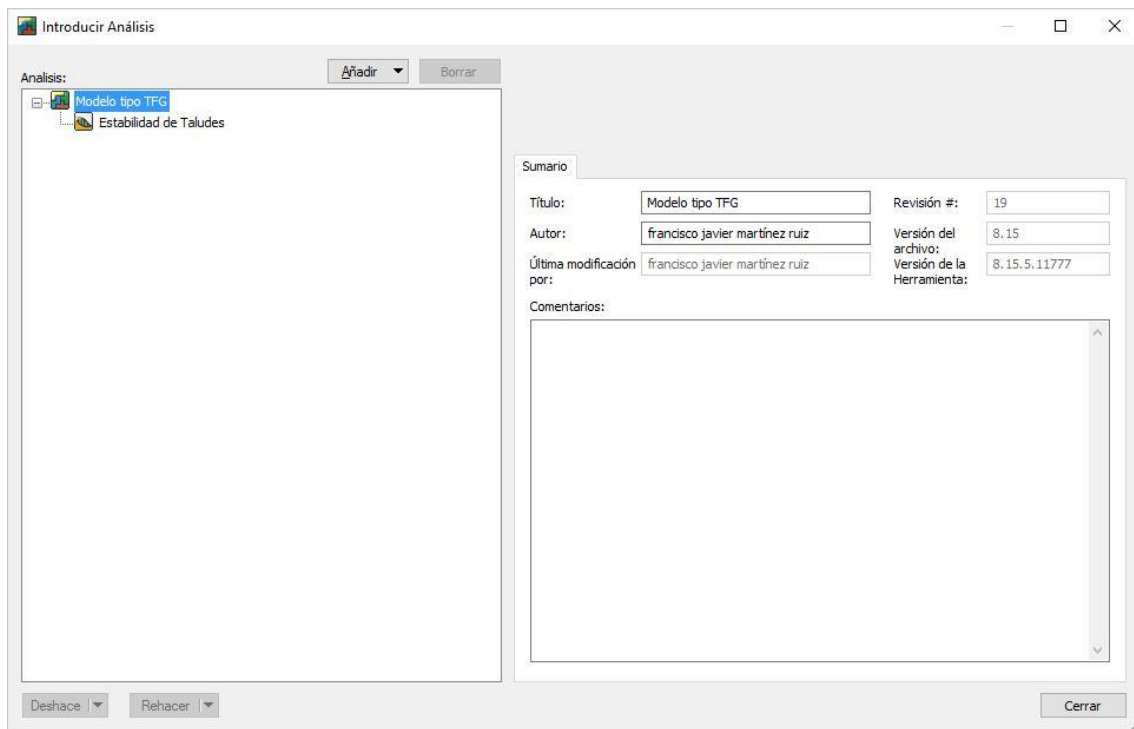 Introducir Análisis
Analisis:
Añadir
Borrar
Modelo tipo TFG
Estabilidad de Taludes
Sumario
Título:
Modelo tipo TFG
Revisión #:
19
Autor:
francisco javier martínez ruiz
Versión del
archivo:
8.15
Última modificación
por:
francisco javier martínez ruiz
Versión de la
Herramienta:
8.15.5.11777
Comentarios:
Deshace
Rehacer
Cerrar